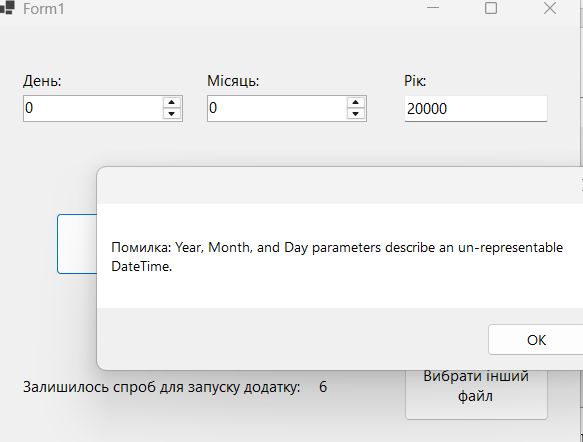 Form1
День:
Місяць:
Рік:
0
0
20000
Помилка: Year, Month, and Day parameters describe an un-representable
DateTime.
OK
Залишилось спроб для запуску додатку:
6
Вибрати інший
файл